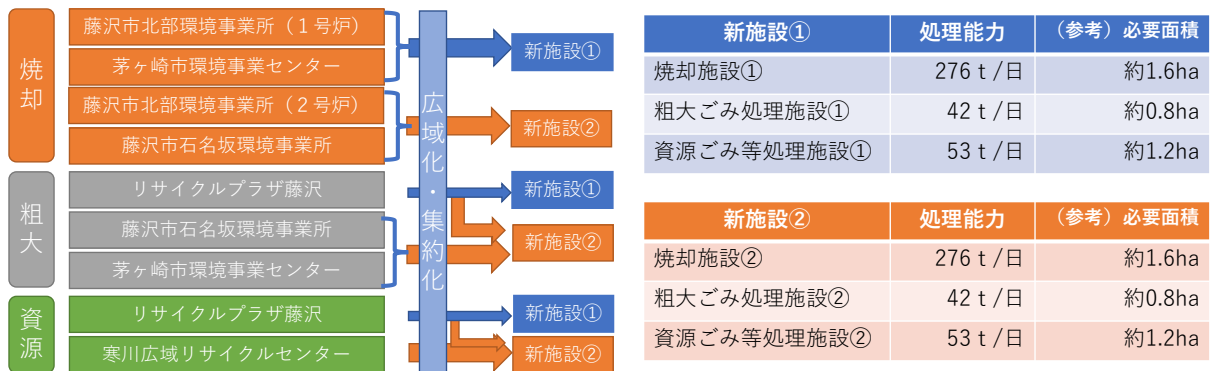 焼却
藤沢市北部環境事業所（１号炉）
茅ヶ崎市環境事業センター
藤沢市北部環境事業所（２号炉）
藤沢市石名坂環境事業所
新施設①
新施設②
粗大
リサイクルプラザ藤沢
藤沢市石名坂環境事業所
茅ヶ崎市環境事業センター
新施設①
新施設②
資源
リサイクルプラザ藤沢
寒川広域リサイクルセンター
新施設①
新施設②
広域化・集約化
新施設① 処理能力 （参考）必要面積
焼却施設① 276ｔ/日 約1.6ha
粗大ごみ処理施設① 42ｔ/日 約0.8ha
資源ごみ等処理施設① 53ｔ/日 約1.2ha
新施設② 処理能力 （参考）必要面積
焼却施設② 276ｔ/日 約1.6ha
粗大ごみ処理施設② 42ｔ/日 約0.8ha
資源ごみ等処理施設② 53ｔ/日 約1.2ha